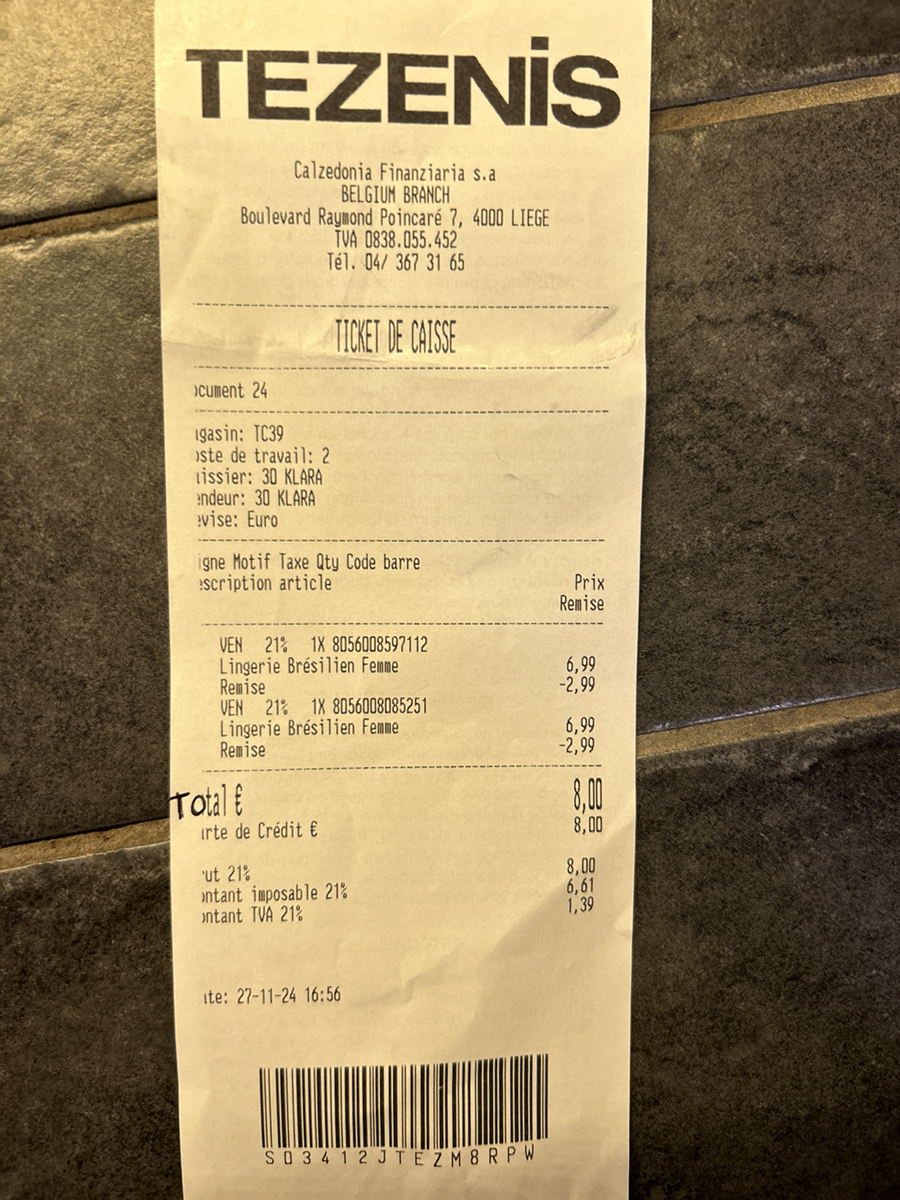 TEZENiS
Calzedonia Finanziaria s.a
BELGIUM BRANCH
Boulevard Raymond Poincaré 7, 4000 LIEGE
TVA 0838.055.452
Tél. 04/ 367 31 65
TICKET DE CAISSE
ocument 24
agasin: TC39
oste de travail: 2
aissier: 30 KLARA
endeur: 30 KLARA
evise: Euro
igne Motif Taxe Qty Code barre
escription article Prix
Remise
VEN 21% 1X 8056008597112
Lingerie Brésilien Femme 6,99
Remise -2,99
VEN 21% 1X 8056008085251
Lingerie Brésilien Femme 6,99
Remise -2,99
Total € 8,00
arte de Crédit € 8,00
rut 21% 8,00
ontant imposable 21% 6,61
ontant TVA 21% 1,39
ate: 27-11-24 16:56
S03412JTEZM8RPW